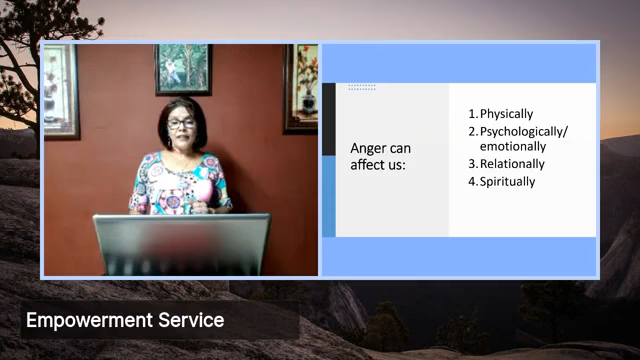 Anger can
affect us:
1. Physically
2. Psychologically/
emotionally
3. Relationally
4. Spiritually
Empowerment Service